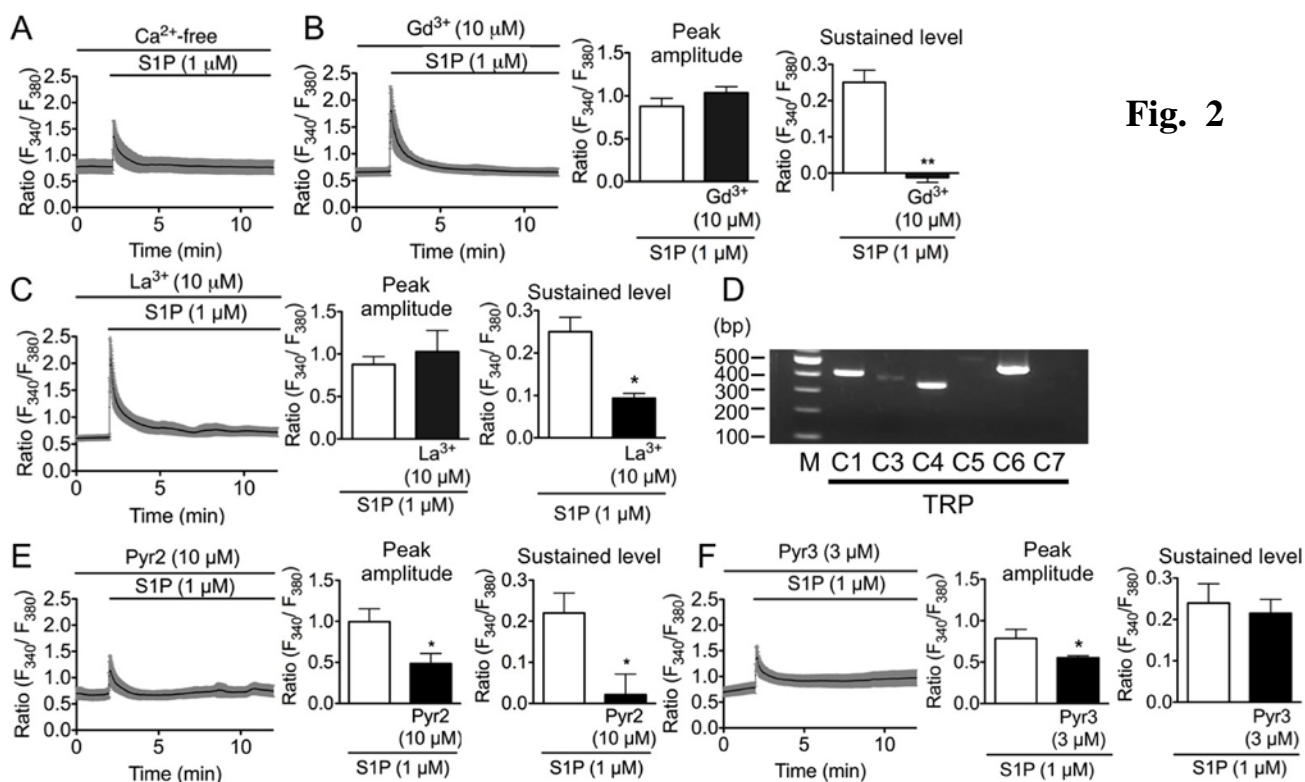 Fig. 2
A
Ca²⁺-free
S1P (1 μM)
Ratio (F₃₄₀/ F₃₈₀)
2.5
2.0
1.5
1.0
0.5
0.0
0 5 10
Time (min)
B
Gd³⁺ (10 μM)
S1P (1 μM)
Ratio (F₃₄₀/ F₃₈₀)
2.5
2.0
1.5
1.0
0.5
0.0
0 5 10
Time (min)
Peak
amplitude
Ratio (F₃₄₀/ F₃₈₀)
1.5
1.0
0.5
0.0
Gd³⁺
(10 μM)
S1P (1 μM)
Sustained level
Ratio (F₃₄₀/ F₃₈₀)
0.3
0.2
0.1
0.0
**
Gd³⁺
(10 μM)
S1P (1 μM)
C
La³⁺ (10 μM)
S1P (1 μM)
Ratio (F₃₄₀/F₃₈₀)
2.5
2.0
1.5
1.0
0.5
0.0
0 5 10
Time (min)
Peak
amplitude
Ratio (F₃₄₀/ F₃₈₀)
1.5
1.0
0.5
0.0
La³⁺
(10 μM)
S1P (1 μM)
Sustained level
Ratio (F₃₄₀/ F₃₈₀)
0.3
0.2
0.1
0.0
*
La³⁺
(10 μM)
S1P (1 μM)
D
(bp)
500
400
300
200
100
M C1 C3 C4 C5 C6 C7
TRP
E
Pyr2 (10 μM)
S1P (1 μM)
Ratio (F₃₄₀/ F₃₈₀)
2.5
2.0
1.5
1.0
0.5
0.0
0 5 10
Time (min)
Peak
amplitude
Ratio (F₃₄₀/ F₃₈₀)
1.5
1.0
0.5
0.0
*
Pyr2
(10 μM)
S1P (1 μM)
Sustained level
Ratio (F₃₄₀/F₃₈₀)
0.3
0.2
0.1
0.0
*
Pyr2
(10 μM)
S1P (1 μM)
F
Pyr3 (3 μM)
S1P (1 μM)
Ratio (F₃₄₀/ F₃₈₀)
2.5
2.0
1.5
1.0
0.5
0.0
0 5 10
Time (min)
Peak
amplitude
Ratio (F₃₄₀/F₃₈₀)
1.5
1.0
0.5
0.0
*
Pyr3
(3 μM)
S1P (1 μM)
Sustained level
Ratio (F₃₄₀/F₃₈₀)
0.3
0.2
0.1
0.0
Pyr3
(3 μM)
S1P (1 μM)